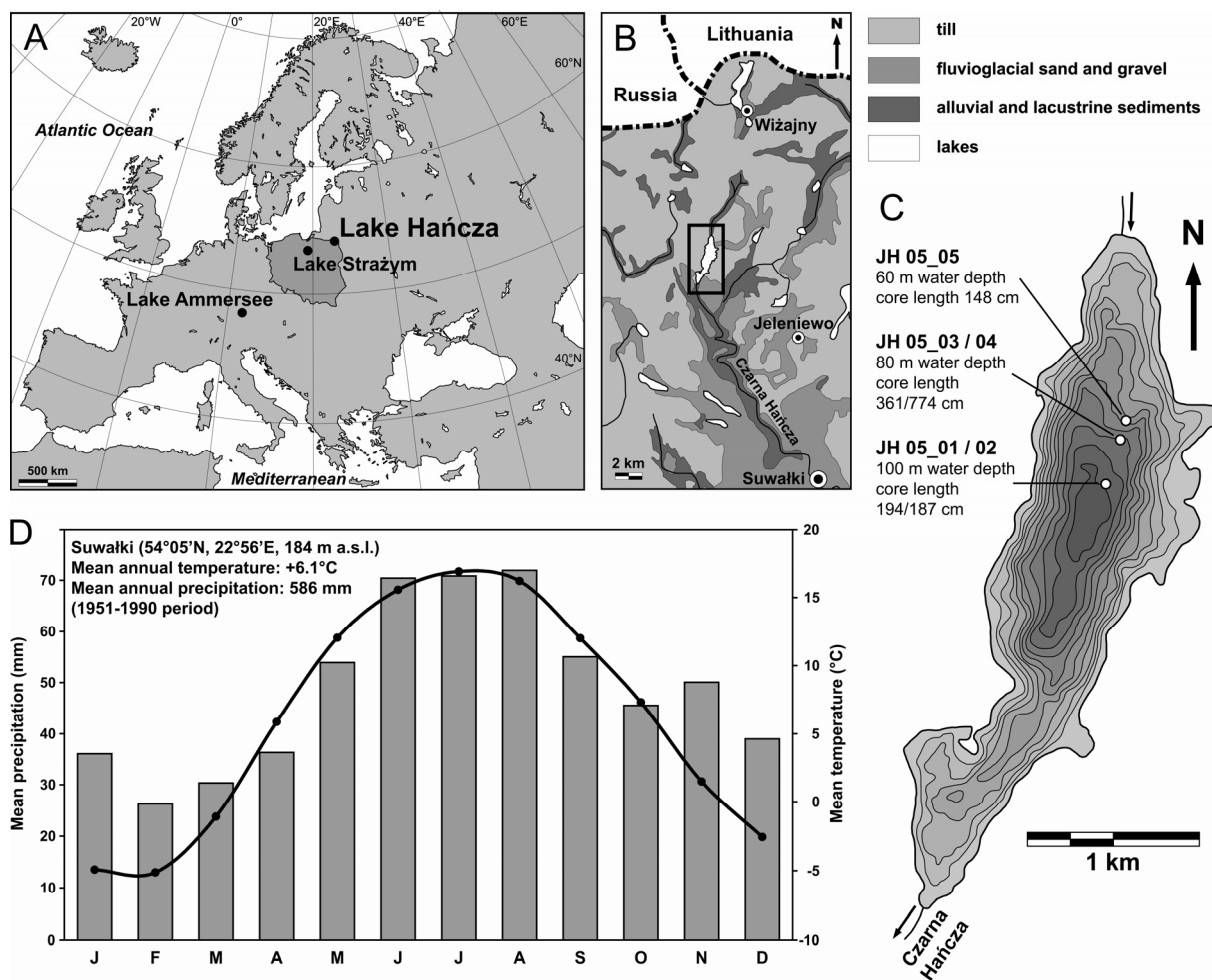 A
20°W
0°
20°E
40°E
60°E
60°N
Atlantic Ocean
Lake Hańcza
Lake Strażym
Lake Ammersee
40°N
500 km
Mediterranean
B
N
Lithuania
Russia
Wiżajny
Jeleniewo
Czarna Hańcza
2 km
Suwałki
till
fluvioglacial sand and gravel
alluvial and lacustrine sediments
lakes
C
N
JH 05_05
60 m water depth
core length 148 cm
JH 05_03 / 04
80 m water depth
core length
361/774 cm
JH 05_01 / 02
100 m water depth
core length
194/187 cm
1 km
Czarna
Hańcza
D
Suwałki (54°05'N, 22°56'E, 184 m a.s.l.)
Mean annual temperature: +6.1°C
Mean annual precipitation: 586 mm
(1951-1990 period)
Mean precipitation (mm)
80
70
60
50
40
30
20
10
0
20
15
10
5
0
-5
-10
Mean temperature (°C)
J F M A M J J A S O N D